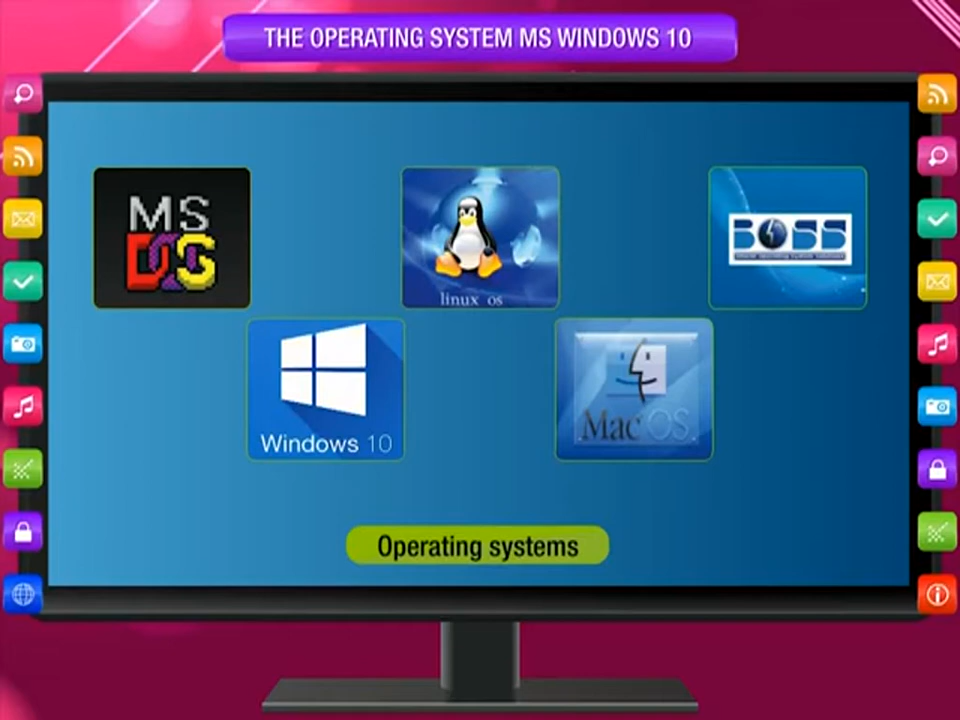 THE OPERATING SYSTEM MS WINDOWS 10
MS
DOS
linux os
BOSS
Windows 10
Mac OS
Operating systems